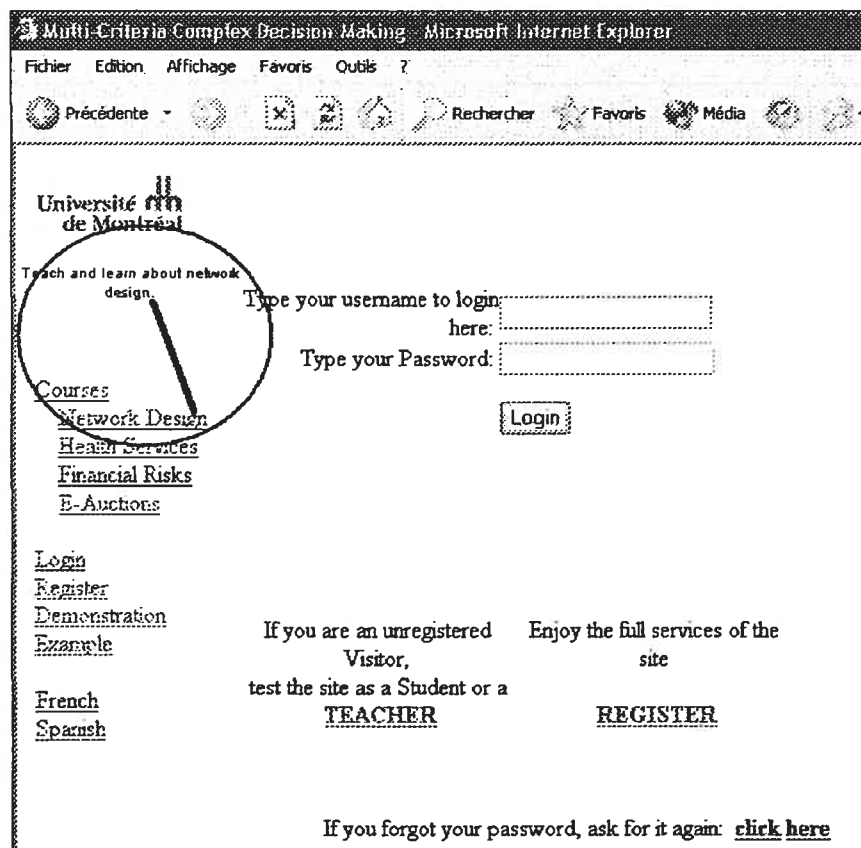 Multi-Criteria Complex Decision Making - Microsoft Internet Explorer
Fichier Edition Affichage Favoris Outils ?
Précédente Rechercher Favoris Média
Université
de Montréal
Teach and learn about network
design.
Type your username to login
here:
Type your Password:
Login
Courses
Network Design
Health Services
Financial Risks
E-Auctions
Login
Register
Demonstration
Example
French
Spanish
If you are an unregistered
Visitor,
test the site as a Student or a
TEACHER
Enjoy the full services of the
site
REGISTER
If you forgot your password, ask for it again: click here